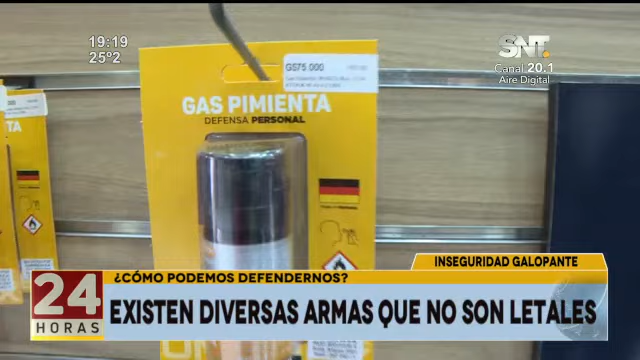 19:19
25°2
SNT.
Canal 20.1
Aire Digital
GS75.000
GAS PIMIENTA
DEFENSA PERSONAL
INSEGURIDAD GALOPANTE
¿CÓMO PODEMOS DEFENDERNOS?
24
HORAS
EXISTEN DIVERSAS ARMAS QUE NO SON LETALES